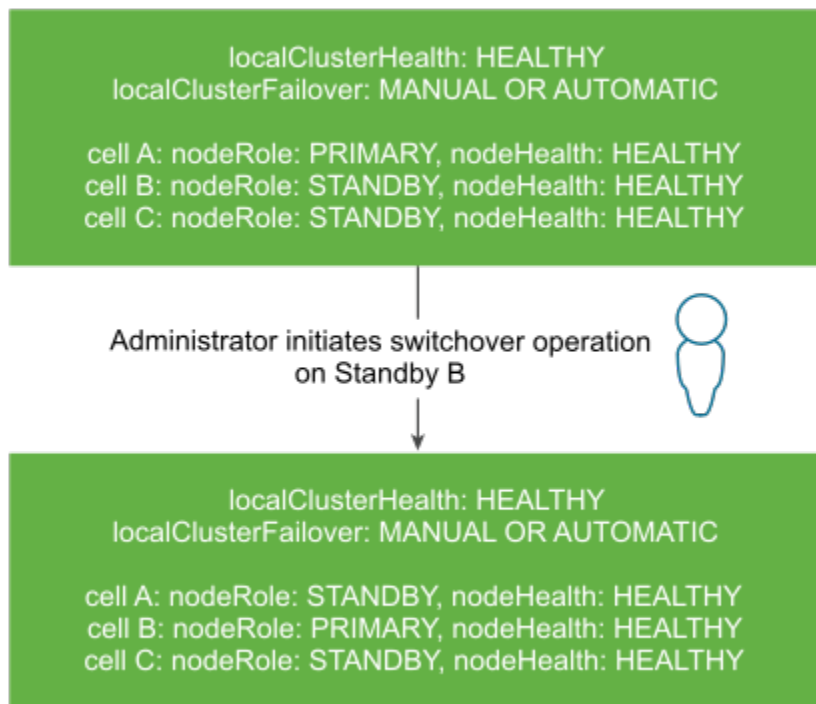 localClusterHealth: HEALTHY
localClusterFailover: MANUAL OR AUTOMATIC
cell A: nodeRole: PRIMARY, nodeHealth: HEALTHY
cell B: nodeRole: STANDBY, nodeHealth: HEALTHY
cell C: nodeRole: STANDBY, nodeHealth: HEALTHY
Administrator initiates switchover operation
on Standby B
localClusterHealth: HEALTHY
localClusterFailover: MANUAL OR AUTOMATIC
cell A: nodeRole: STANDBY, nodeHealth: HEALTHY
cell B: nodeRole: PRIMARY, nodeHealth: HEALTHY
cell C: nodeRole: STANDBY, nodeHealth: HEALTHY